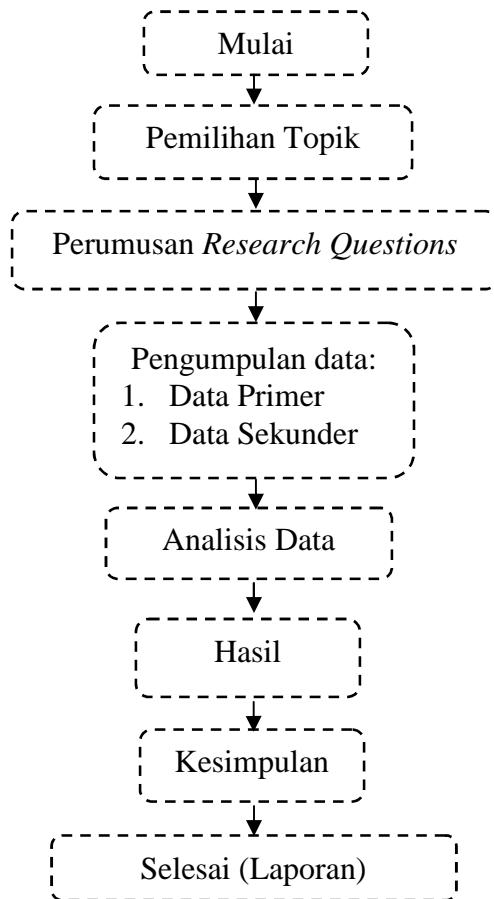 Mulai
Pemilihan Topik
Perumusan Research Questions
Pengumpulan data:
1. Data Primer
2. Data Sekunder
Analisis Data
Hasil
Kesimpulan
Selesai (Laporan)